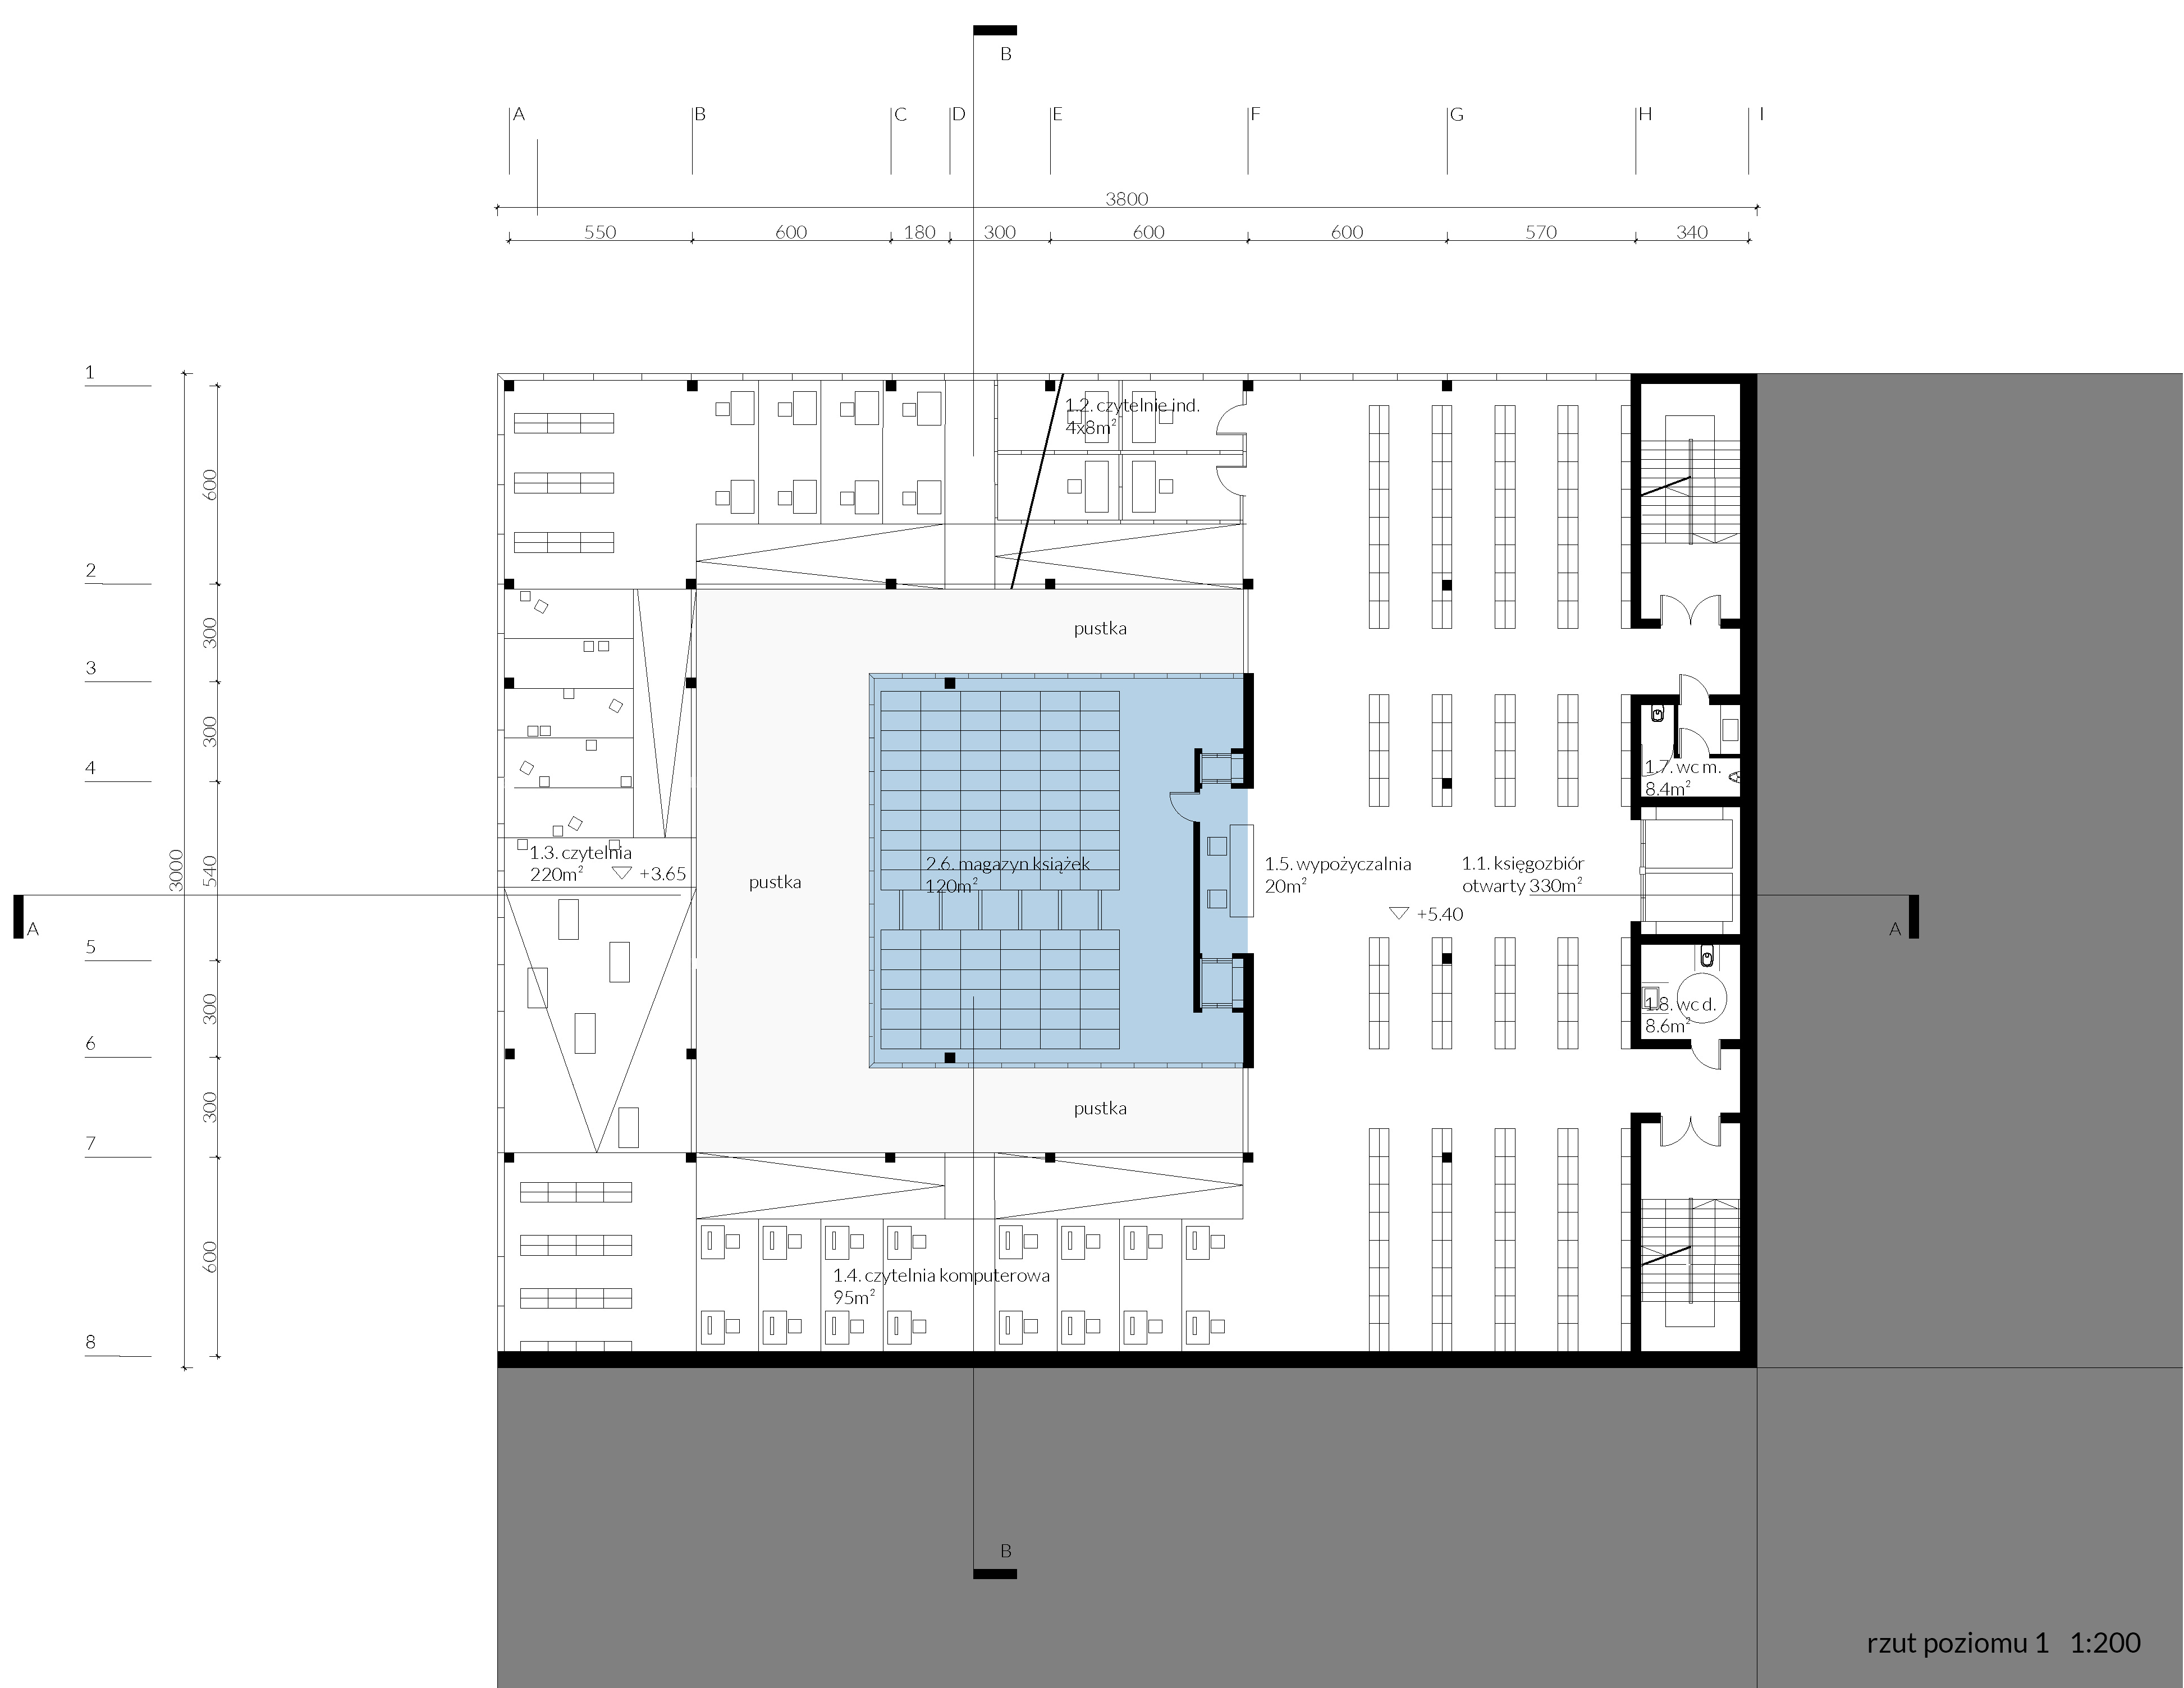 B
A B C D E F G H I
3800
550 600 180 300 600 600 570 340
1
2
3
4
5
6
7
8
600
300
300
540
300
300
600
3000
1.2. czytelnie ind.
4x8m²
pustka
1.7. wc m.
8.4m²
1.3. czytelnia
220m² +3.65
pustka
2.6. magazyn książek
120m²
1.5. wypożyczalnia
20m²
1.1. księgozbiór
otwarty 330m²
+5.40
A
A
1.8. wc d.
8.6m²
pustka
1.4. czytelnia komputerowa
95m²
B
rzut poziomu 1 1:200